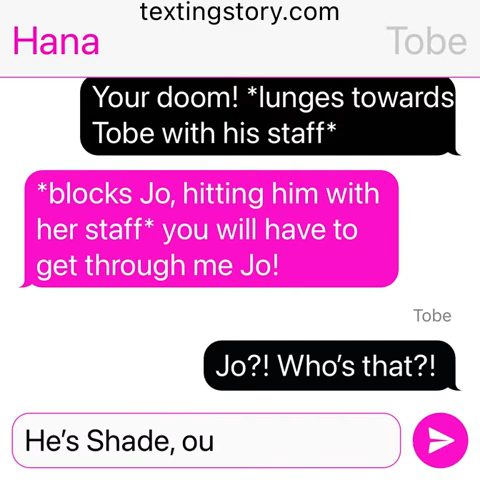 textingstory.com
Hana
Tobe
Your doom! *lunges towards
Tobe with his staff*
*blocks Jo, hitting him with
her staff* you will have to
get through me Jo!
Tobe
Jo?! Who’s that?!
He’s Shade, ou